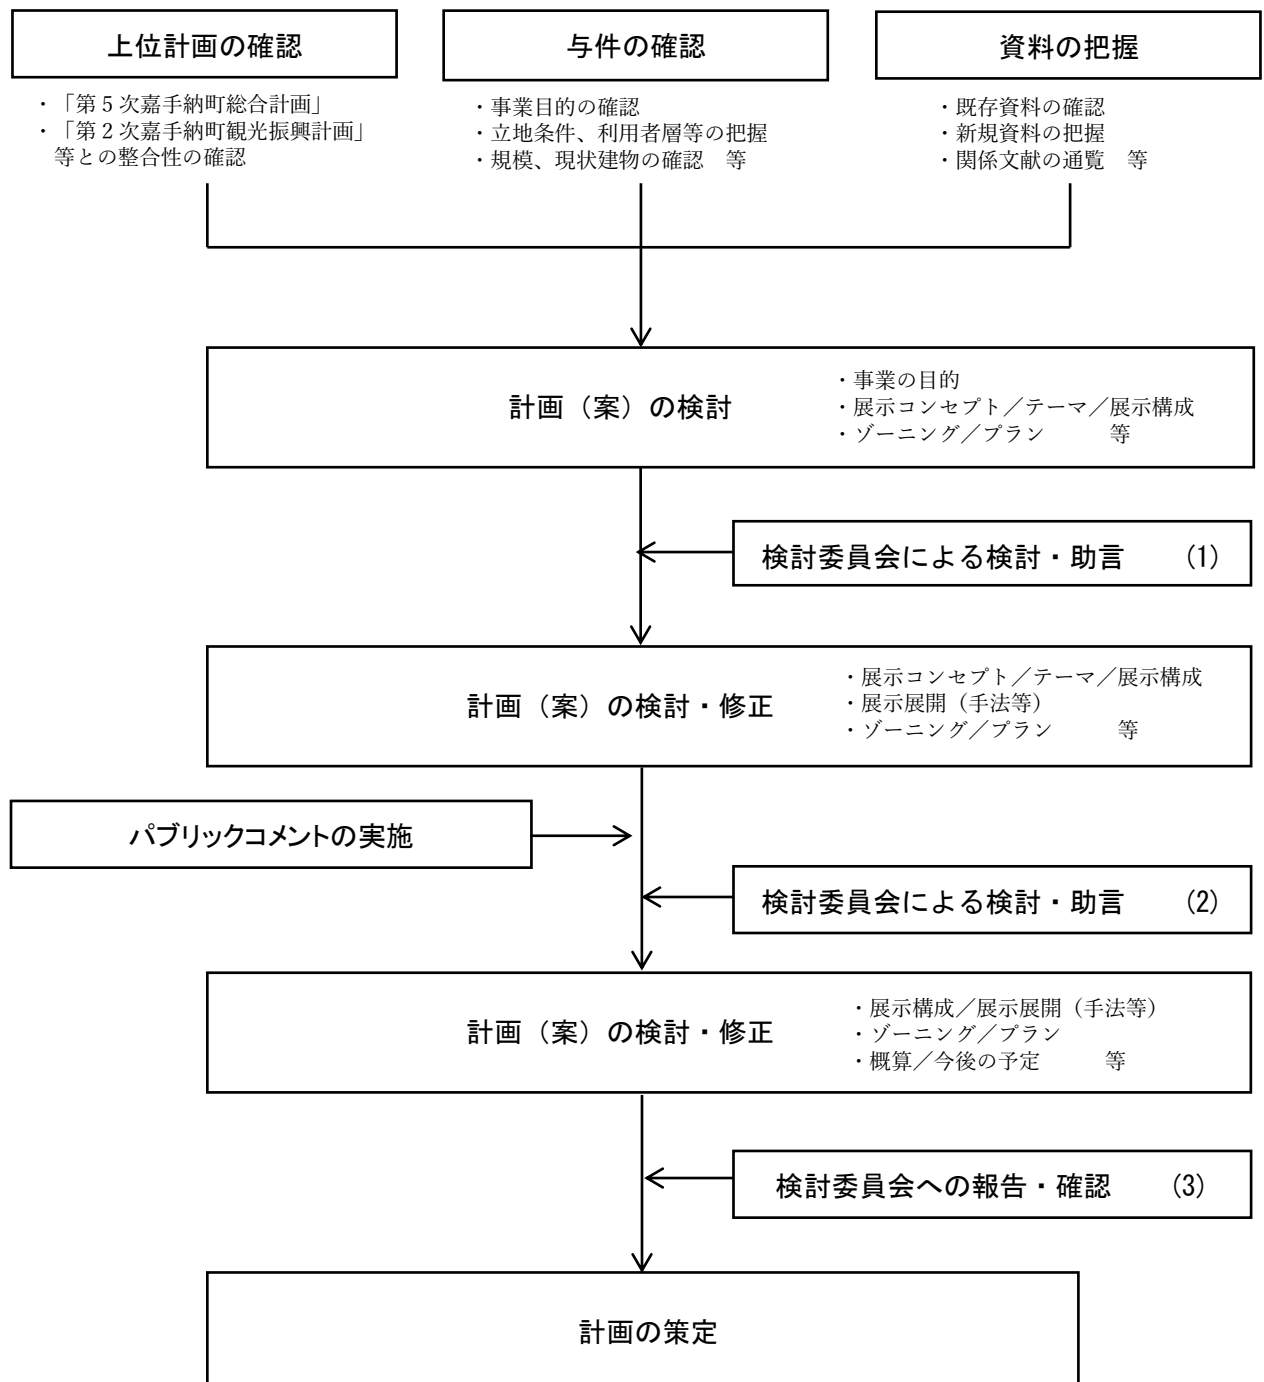 上位計画の確認
・「第５次嘉手納町総合計画」
・「第２次嘉手納町観光振興計画」
等との整合性の確認
与件の確認
・事業目的の確認
・立地条件、利用者層等の把握
・規模、現状建物の確認　等
資料の把握
・既存資料の確認
・新規資料の把握
・関係文献の通覧　等
計画（案）の検討
・事業の目的
・展示コンセプト／テーマ／展示構成
・ゾーニング／プラン　　　等
検討委員会による検討・助言　　(1)
計画（案）の検討・修正
・展示コンセプト／テーマ／展示構成
・展示展開（手法等）
・ゾーニング／プラン　　　等
パブリックコメントの実施
検討委員会による検討・助言　　(2)
計画（案）の検討・修正
・展示構成／展示展開（手法等）
・ゾーニング／プラン
・概算／今後の予定　　　等
検討委員会への報告・確認　　(3)
計画の策定